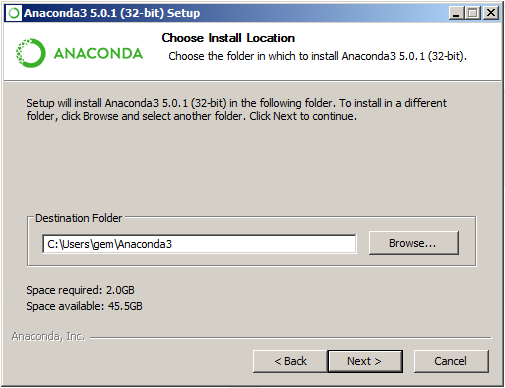 Anaconda3 5.0.1 (32-bit) Setup
ANACONDA
Choose Install Location
Choose the folder in which to install Anaconda3 5.0.1 (32-bit).
Setup will install Anaconda3 5.0.1 (32-bit) in the following folder. To install in a different
folder, click Browse and select another folder. Click Next to continue.
Destination Folder
C:\Users\gem\Anaconda3
Browse...
Space required: 2.0GB
Space available: 45.5GB
Anaconda, Inc.
< Back
Next >
Cancel